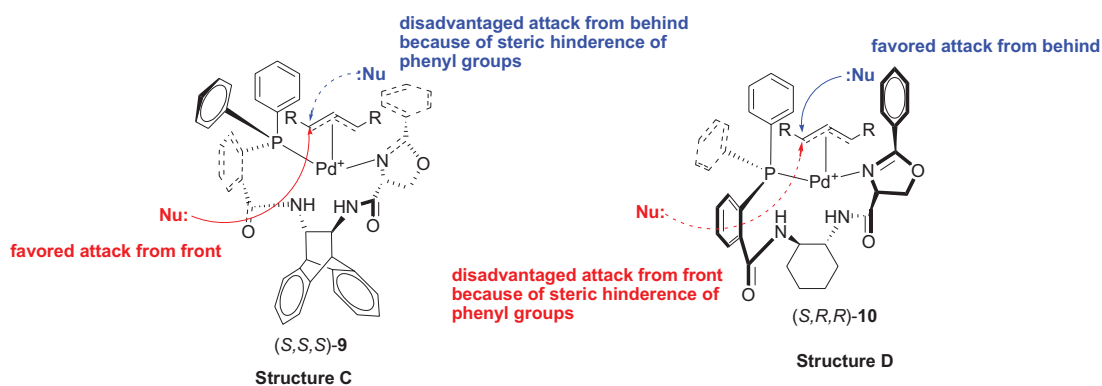 disadvantaged attack from behind
because of steric hinderence of
phenyl groups
:Nu
R
R
P
Pd+
N
O
Nu:
NH
HN
O
O
favored attack from front
(S,S,S)-9
Structure C
favored attack from behind
:Nu
R
R
P
Pd+
N
O
Nu:
N
H
HN
O
O
disadvantaged attack from front
because of steric hinderence of
phenyl groups
(S,R,R)-10
Structure D